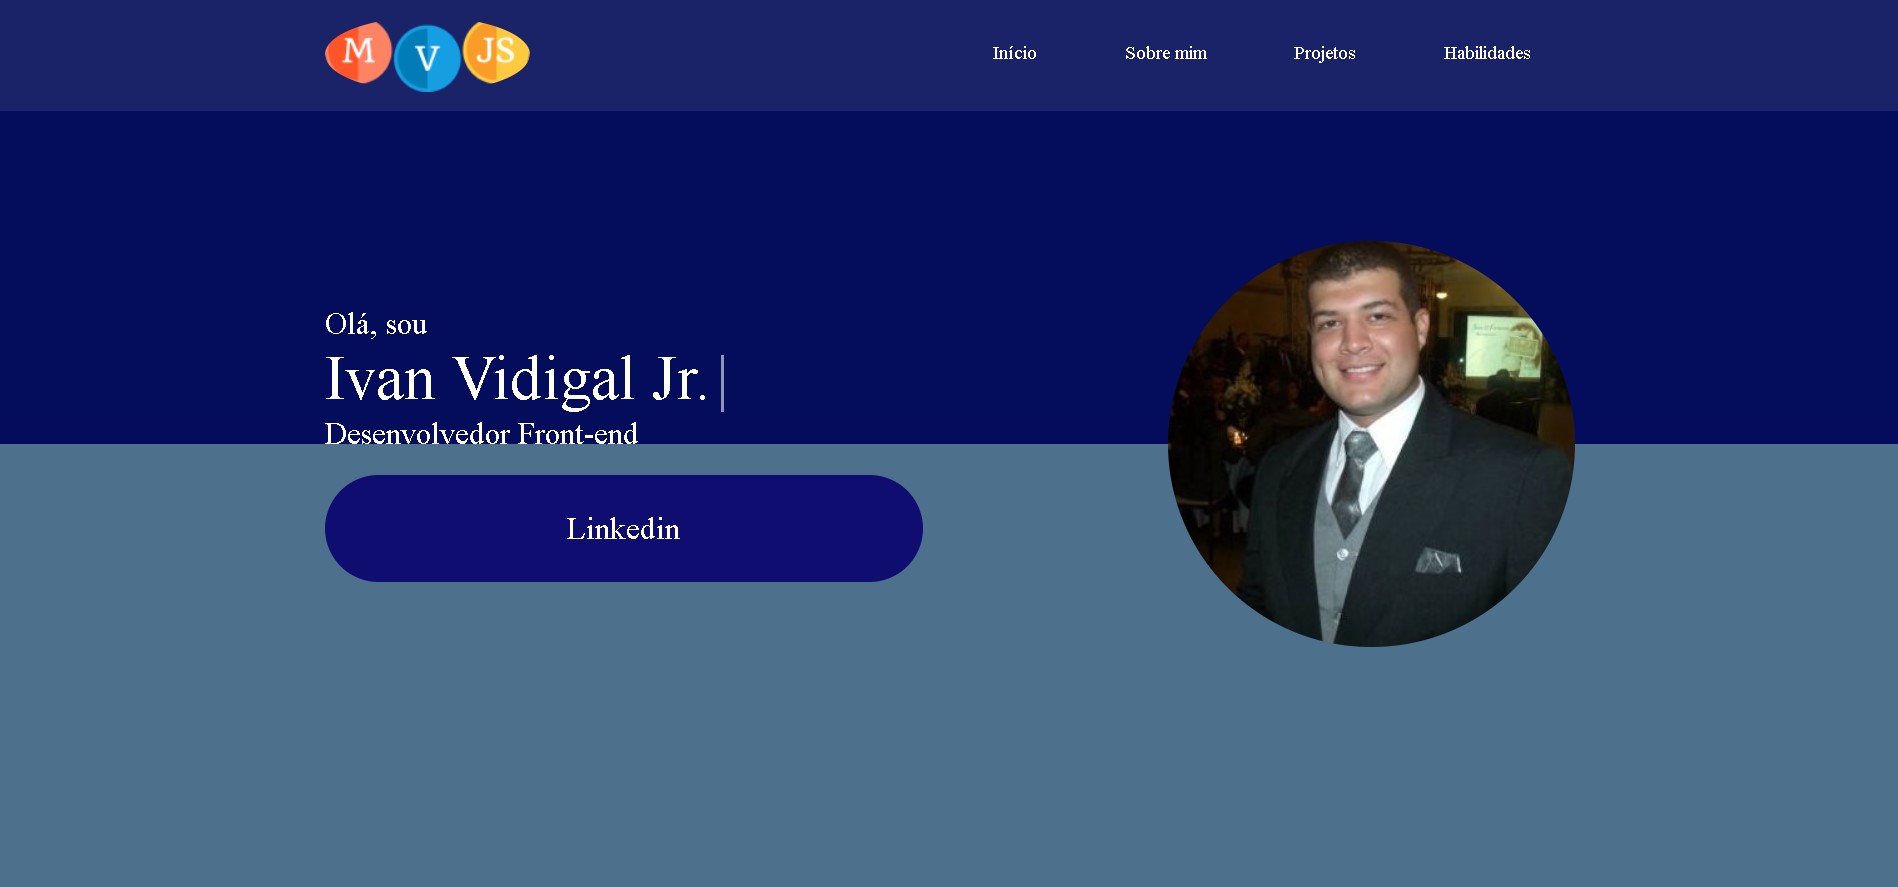 M V JS
Início Sobre mim Projetos Habilidades
Olá, sou
Ivan Vidigal Jr.
Desenvolvedor Front-end
Linkedin